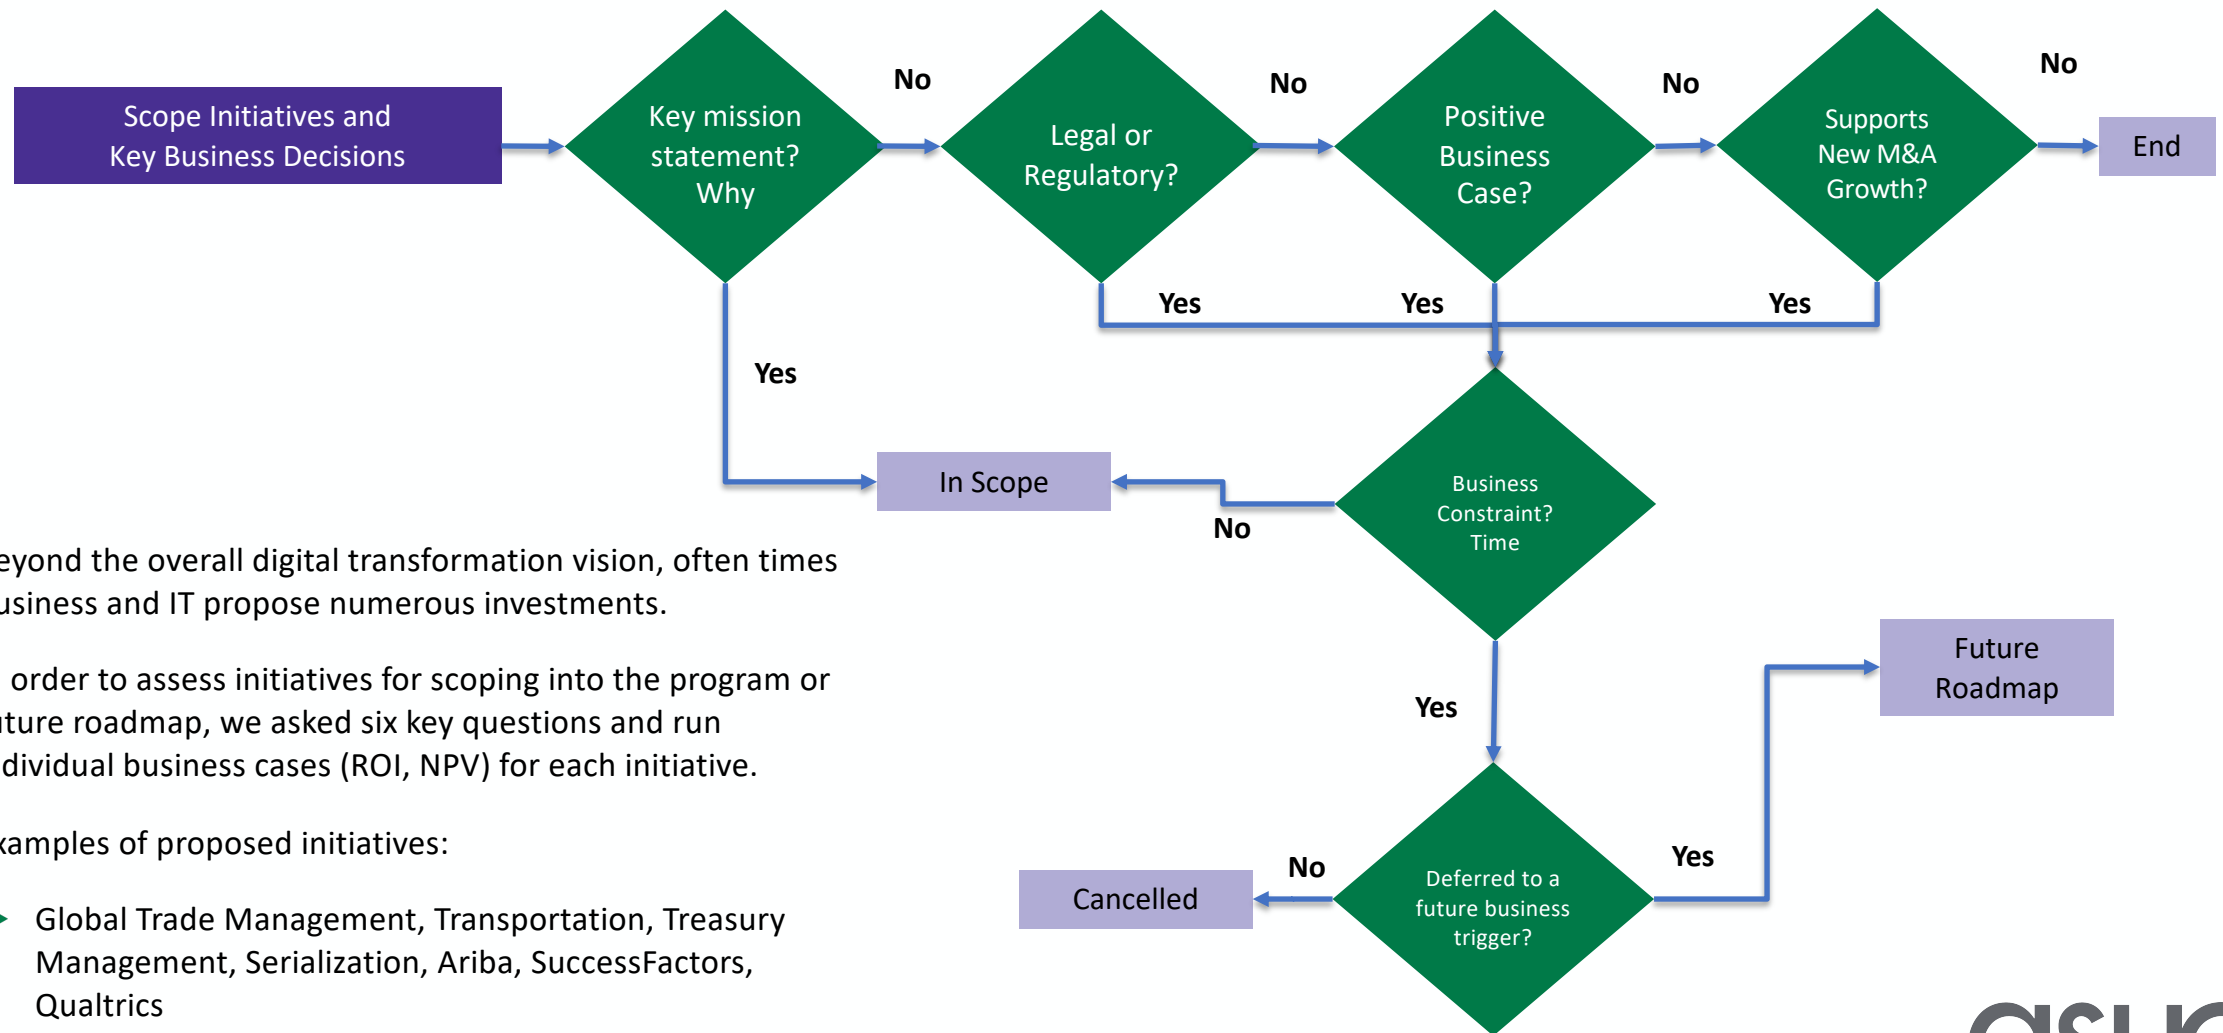 Scope Initiatives and
Key Business Decisions
Key mission
statement?
Why
No
Legal or
Regulatory?
No
Positive
Business
Case?
No
Supports
New M&A
Growth?
No
End
Yes
Yes
Yes
Yes
In Scope
No
Business
Constraint?
Time
eyond the overall digital transformation vision, often times
usiness and IT propose numerous investments.
order to assess initiatives for scoping into the program or
uture roadmap, we asked six key questions and run
dividual business cases (ROI, NPV) for each initiative.
xamples of proposed initiatives:
Global Trade Management, Transportation, Treasury
Management, Serialization, Ariba, SuccessFactors,
Qualtrics
Yes
Future
Roadmap
Cancelled
No
Deferred to a
future business
trigger?
Yes